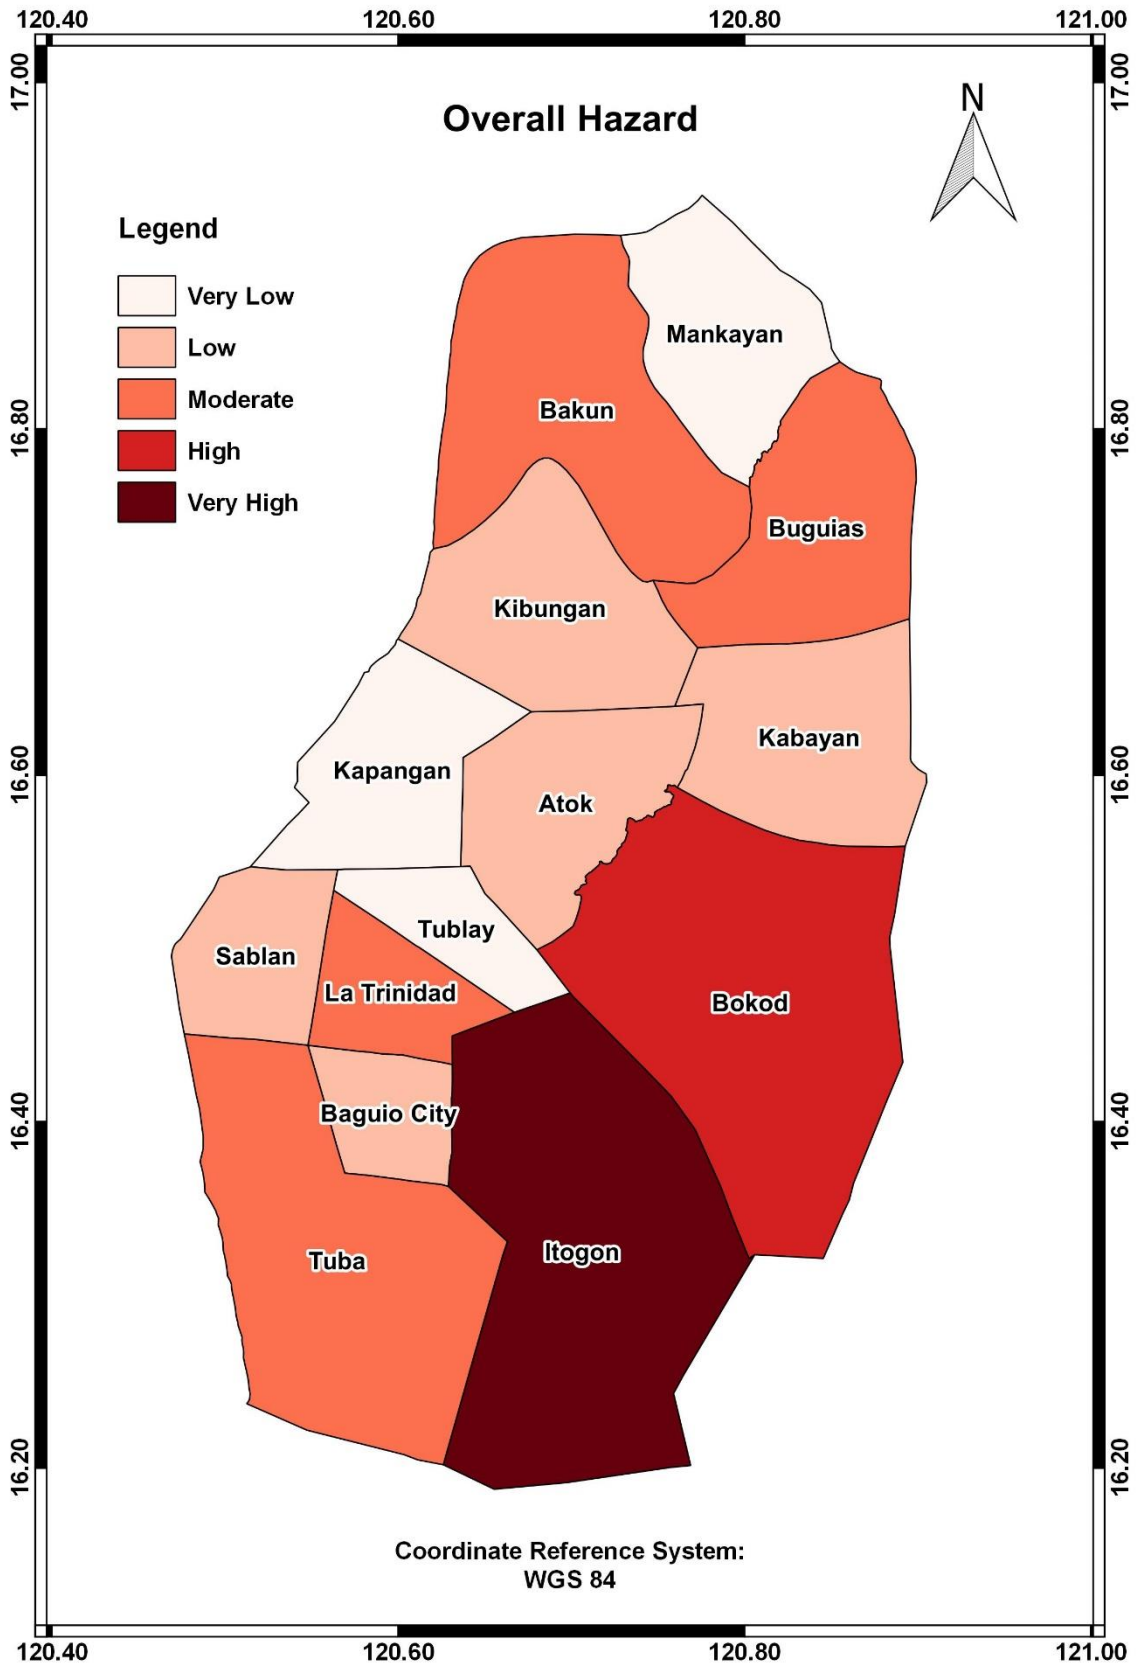 120.40 120.60 120.80 121.00
17.00 17.00
N
Overall Hazard
Legend
Very Low
Low
Moderate
High
Very High
Mankayan
Bakun
16.80 16.80
Buguias
Kibungan
Kabayan
Kapangan
16.60 16.60
Atok
Tublay
Sablan
La Trinidad
Bokod
Baguio City
16.40 16.40
Itogon
Tuba
16.20 16.20
Coordinate Reference System:
WGS 84
120.40 120.60 120.80 121.00